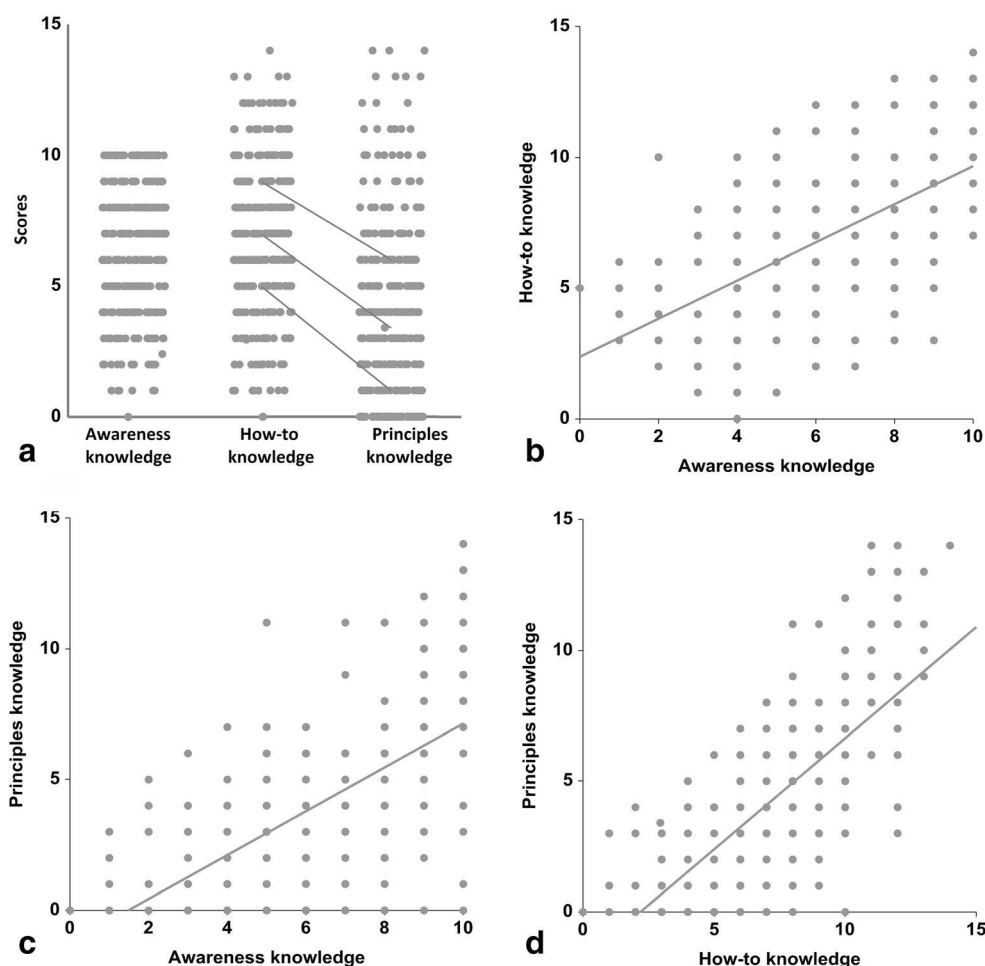 15
10
5
0
Scores
Awareness knowledge
How-to knowledge
Principles knowledge
a
15
10
5
0
How-to knowledge
0 2 4 6 8 10
Awareness knowledge
b
15
10
5
0
Principles knowledge
0 2 4 6 8 10
Awareness knowledge
c
15
10
5
0
Principles knowledge
0 5 10 15
How-to knowledge
d